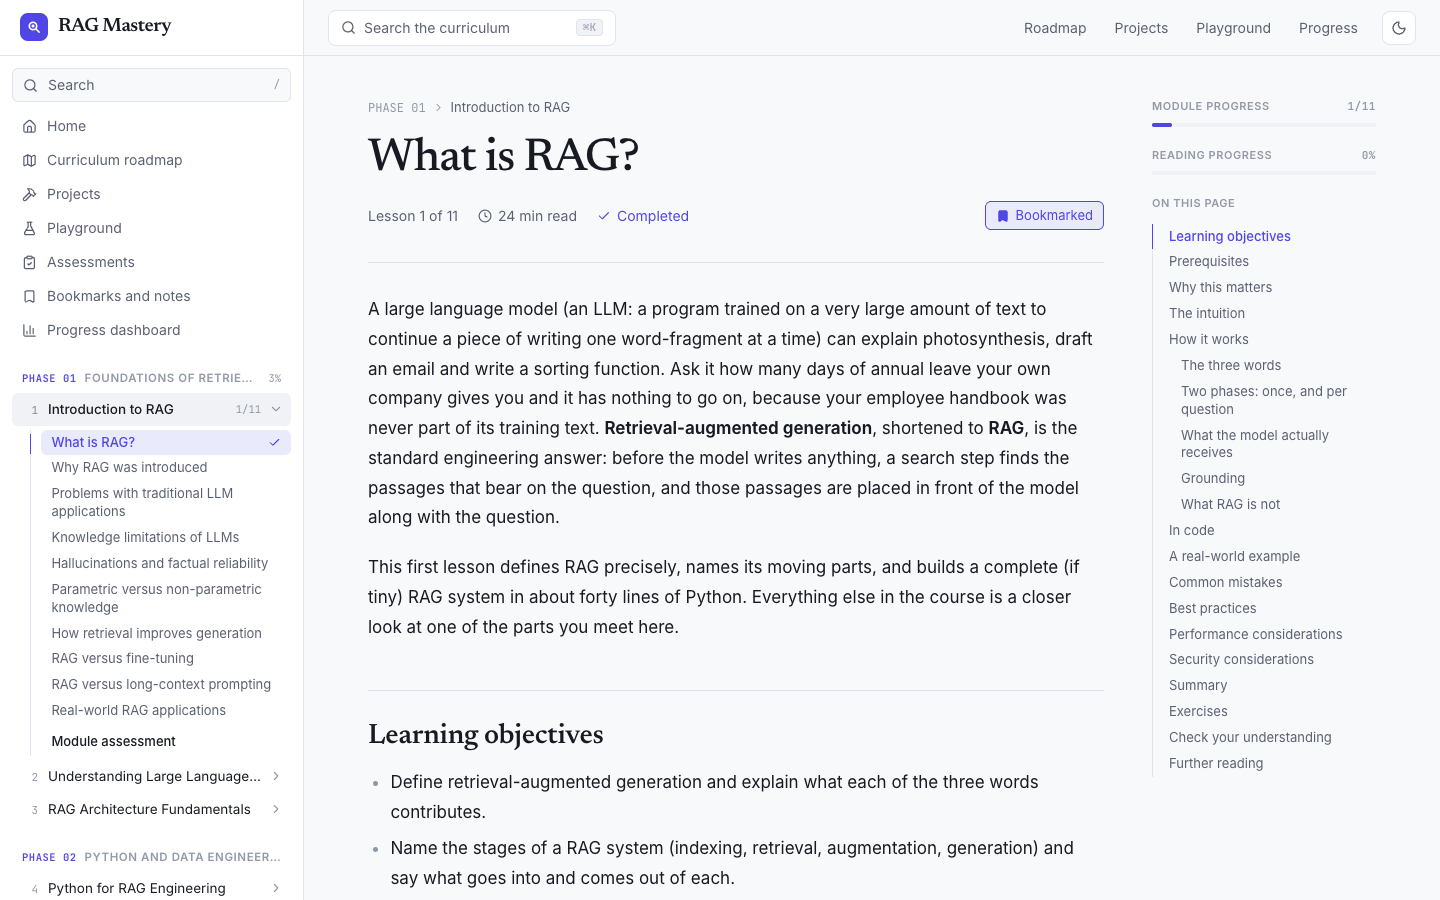 RAG Mastery
Search the curriculum
⌘K
Roadmap
Projects
Playground
Progress
Search
/
Home
Curriculum roadmap
Projects
Playground
Assessments
Bookmarks and notes
Progress dashboard
PHASE 01 FOUNDATIONS OF RETRIE... 3%
1 Introduction to RAG 1/11
What is RAG?
Why RAG was introduced
Problems with traditional LLM
applications
Knowledge limitations of LLMs
Hallucinations and factual reliability
Parametric versus non-parametric
knowledge
How retrieval improves generation
RAG versus fine-tuning
RAG versus long-context prompting
Real-world RAG applications
Module assessment
2 Understanding Large Language...
3 RAG Architecture Fundamentals
PHASE 02 PYTHON AND DATA ENGINEER...
4 Python for RAG Engineering
PHASE 01 > Introduction to RAG
What is RAG?
Lesson 1 of 11
24 min read
Completed
Bookmarked
A large language model (an LLM: a program trained on a very large amount of text to
continue a piece of writing one word-fragment at a time) can explain photosynthesis, draft
an email and write a sorting function. Ask it how many days of annual leave your own
company gives you and it has nothing to go on, because your employee handbook was
never part of its training text. Retrieval-augmented generation, shortened to RAG, is the
standard engineering answer: before the model writes anything, a search step finds the
passages that bear on the question, and those passages are placed in front of the model
along with the question.
This first lesson defines RAG precisely, names its moving parts, and builds a complete (if
tiny) RAG system in about forty lines of Python. Everything else in the course is a closer
look at one of the parts you meet here.
Learning objectives
• Define retrieval-augmented generation and explain what each of the three words
contributes.
• Name the stages of a RAG system (indexing, retrieval, augmentation, generation) and
say what goes into and comes out of each.
MODULE PROGRESS 1/11
READING PROGRESS 0%
ON THIS PAGE
Learning objectives
Prerequisites
Why this matters
The intuition
How it works
The three words
Two phases: once, and per
question
What the model actually
receives
Grounding
What RAG is not
In code
A real-world example
Common mistakes
Best practices
Performance considerations
Security considerations
Summary
Exercises
Check your understanding
Further reading